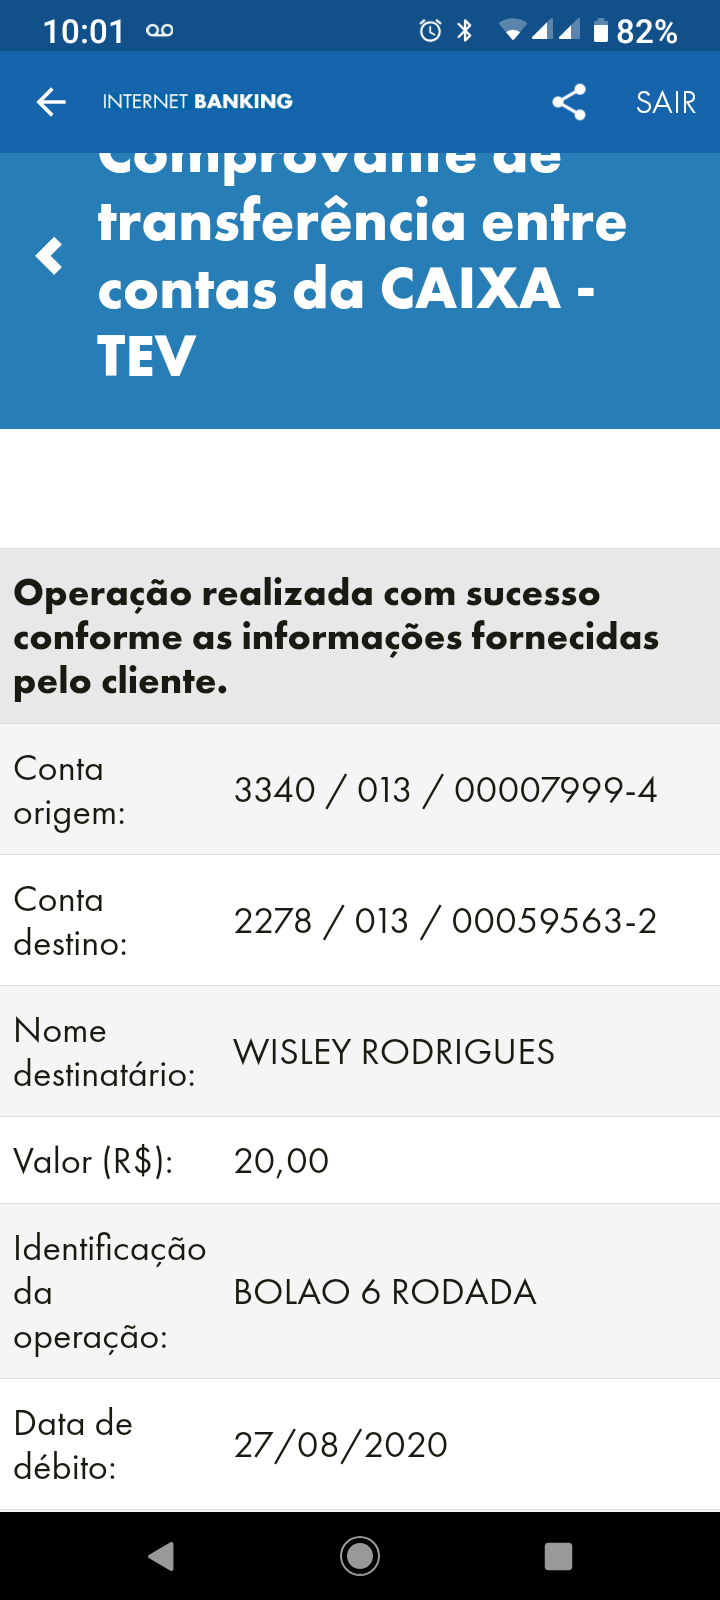 10:01 82%
INTERNET BANKING SAIR
Comprovante de
transferência entre
contas da CAIXA -
TEV
Operação realizada com sucesso
conforme as informações fornecidas
pelo cliente.
Conta
origem:
3340 / 013 / 00007999-4
Conta
destino:
2278 / 013 / 00059563-2
Nome
destinatário:
WISLEY RODRIGUES
Valor (R$): 20,00
Identificação
da
operação:
BOLAO 6 RODADA
Data de
débito:
27/08/2020